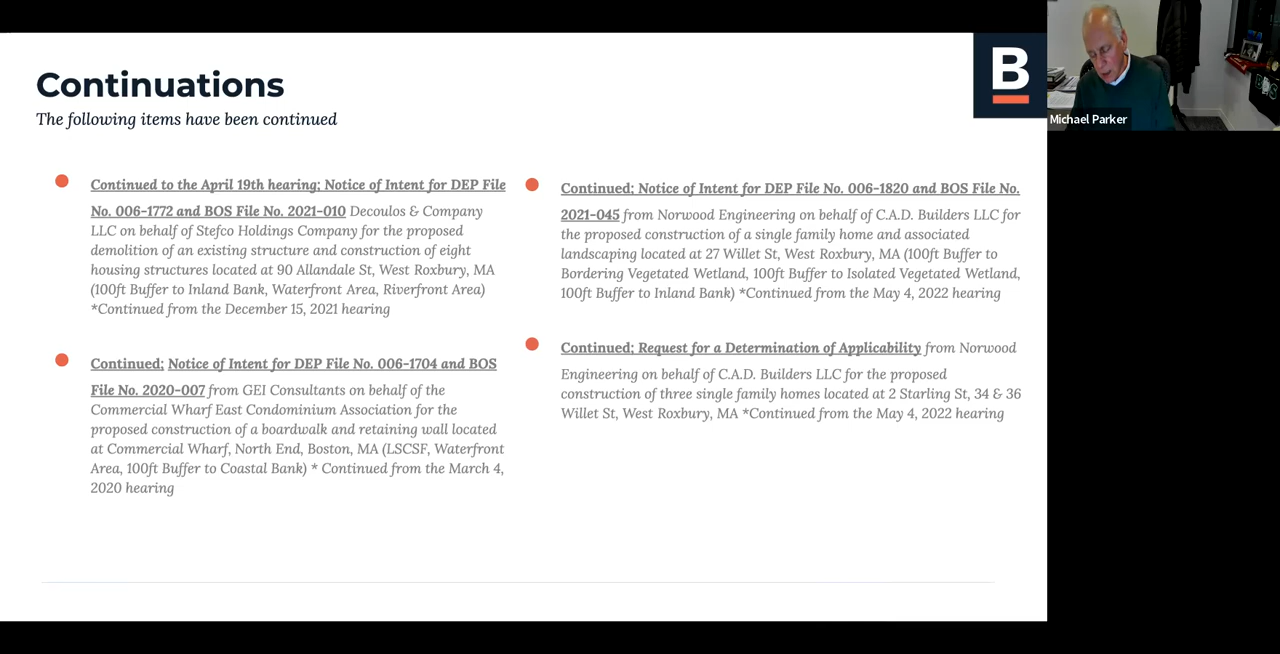 Continuations
The following items have been continued
Continued to the April 19th hearing; Notice of Intent for DEP File
No. 006-1772 and BOS File No. 2021-010 Decoulos & Company
LLC on behalf of Stefco Holdings Company for the proposed
demolition of an existing structure and construction of eight
housing structures located at 90 Allandale St, West Roxbury, MA
(100ft Buffer to Inland Bank, Waterfront Area, Riverfront Area)
*Continued from the December 15, 2021 hearing
Continued; Notice of Intent for DEP File No. 006-1704 and BOS
File No. 2020-007 from GEI Consultants on behalf of the
Commercial Wharf East Condominium Association for the
proposed construction of a boardwalk and retaining wall located
at Commercial Wharf, North End, Boston, MA (LSCSF, Waterfront
Area, 100ft Buffer to Coastal Bank) * Continued from the March 4,
2020 hearing
Continued; Notice of Intent for DEP File No. 006-1820 and BOS File No.
2021-045 from Norwood Engineering on behalf of C.A.D. Builders LLC for
the proposed construction of a single family home and associated
landscaping located at 27 Willet St, West Roxbury, MA (100ft Buffer to
Bordering Vegetated Wetland, 100ft Buffer to Isolated Vegetated Wetland,
100ft Buffer to Inland Bank) *Continued from the May 4, 2022 hearing
Continued; Request for a Determination of Applicability from Norwood
Engineering on behalf of C.A.D. Builders LLC for the proposed
construction of three single family homes located at 2 Starling St, 34 & 36
Willet St, West Roxbury, MA *Continued from the May 4, 2022 hearing
B
Michael Parker